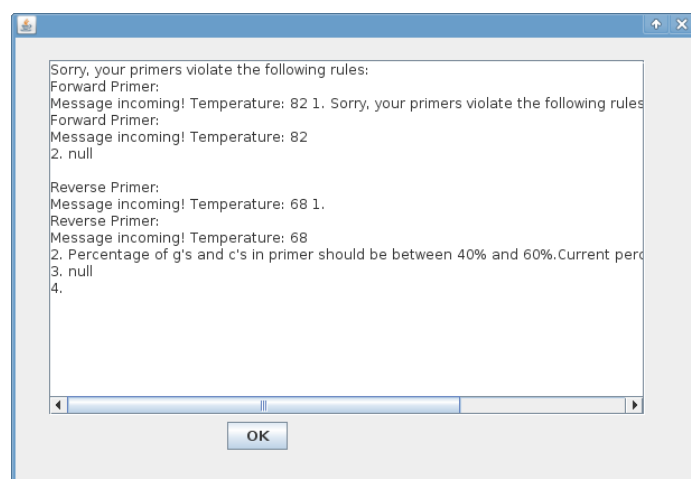 Sorry, your primers violate the following rules:
Forward Primer:
Message incoming! Temperature: 82 1. Sorry, your primers violate the following rules
Forward Primer:
Message incoming! Temperature: 82
2. null
Reverse Primer:
Message incoming! Temperature: 68 1.
Reverse Primer:
Message incoming! Temperature: 68
2. Percentage of g's and c's in primer should be between 40% and 60%.Current perc
3. null
4.
OK